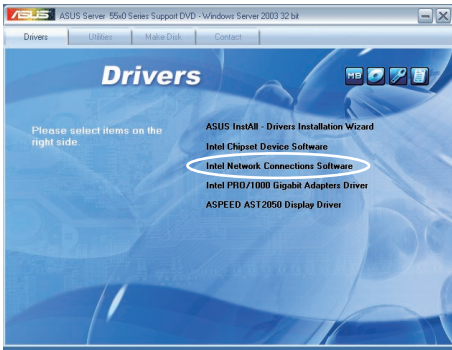 ASUS ASUS Server 55x0 Series Support DVD - Windows Server 2003 32 bit
Drivers Utilities Make Disk Contact
Drivers
MB
Please select items on the
right side.
ASUS InstAll - Drivers Installation Wizard
Intel Chipset Device Software
Intel Network Connections Software
Intel PRO/1000 Gigabit Adapters Driver
ASPEED AST2050 Display Driver